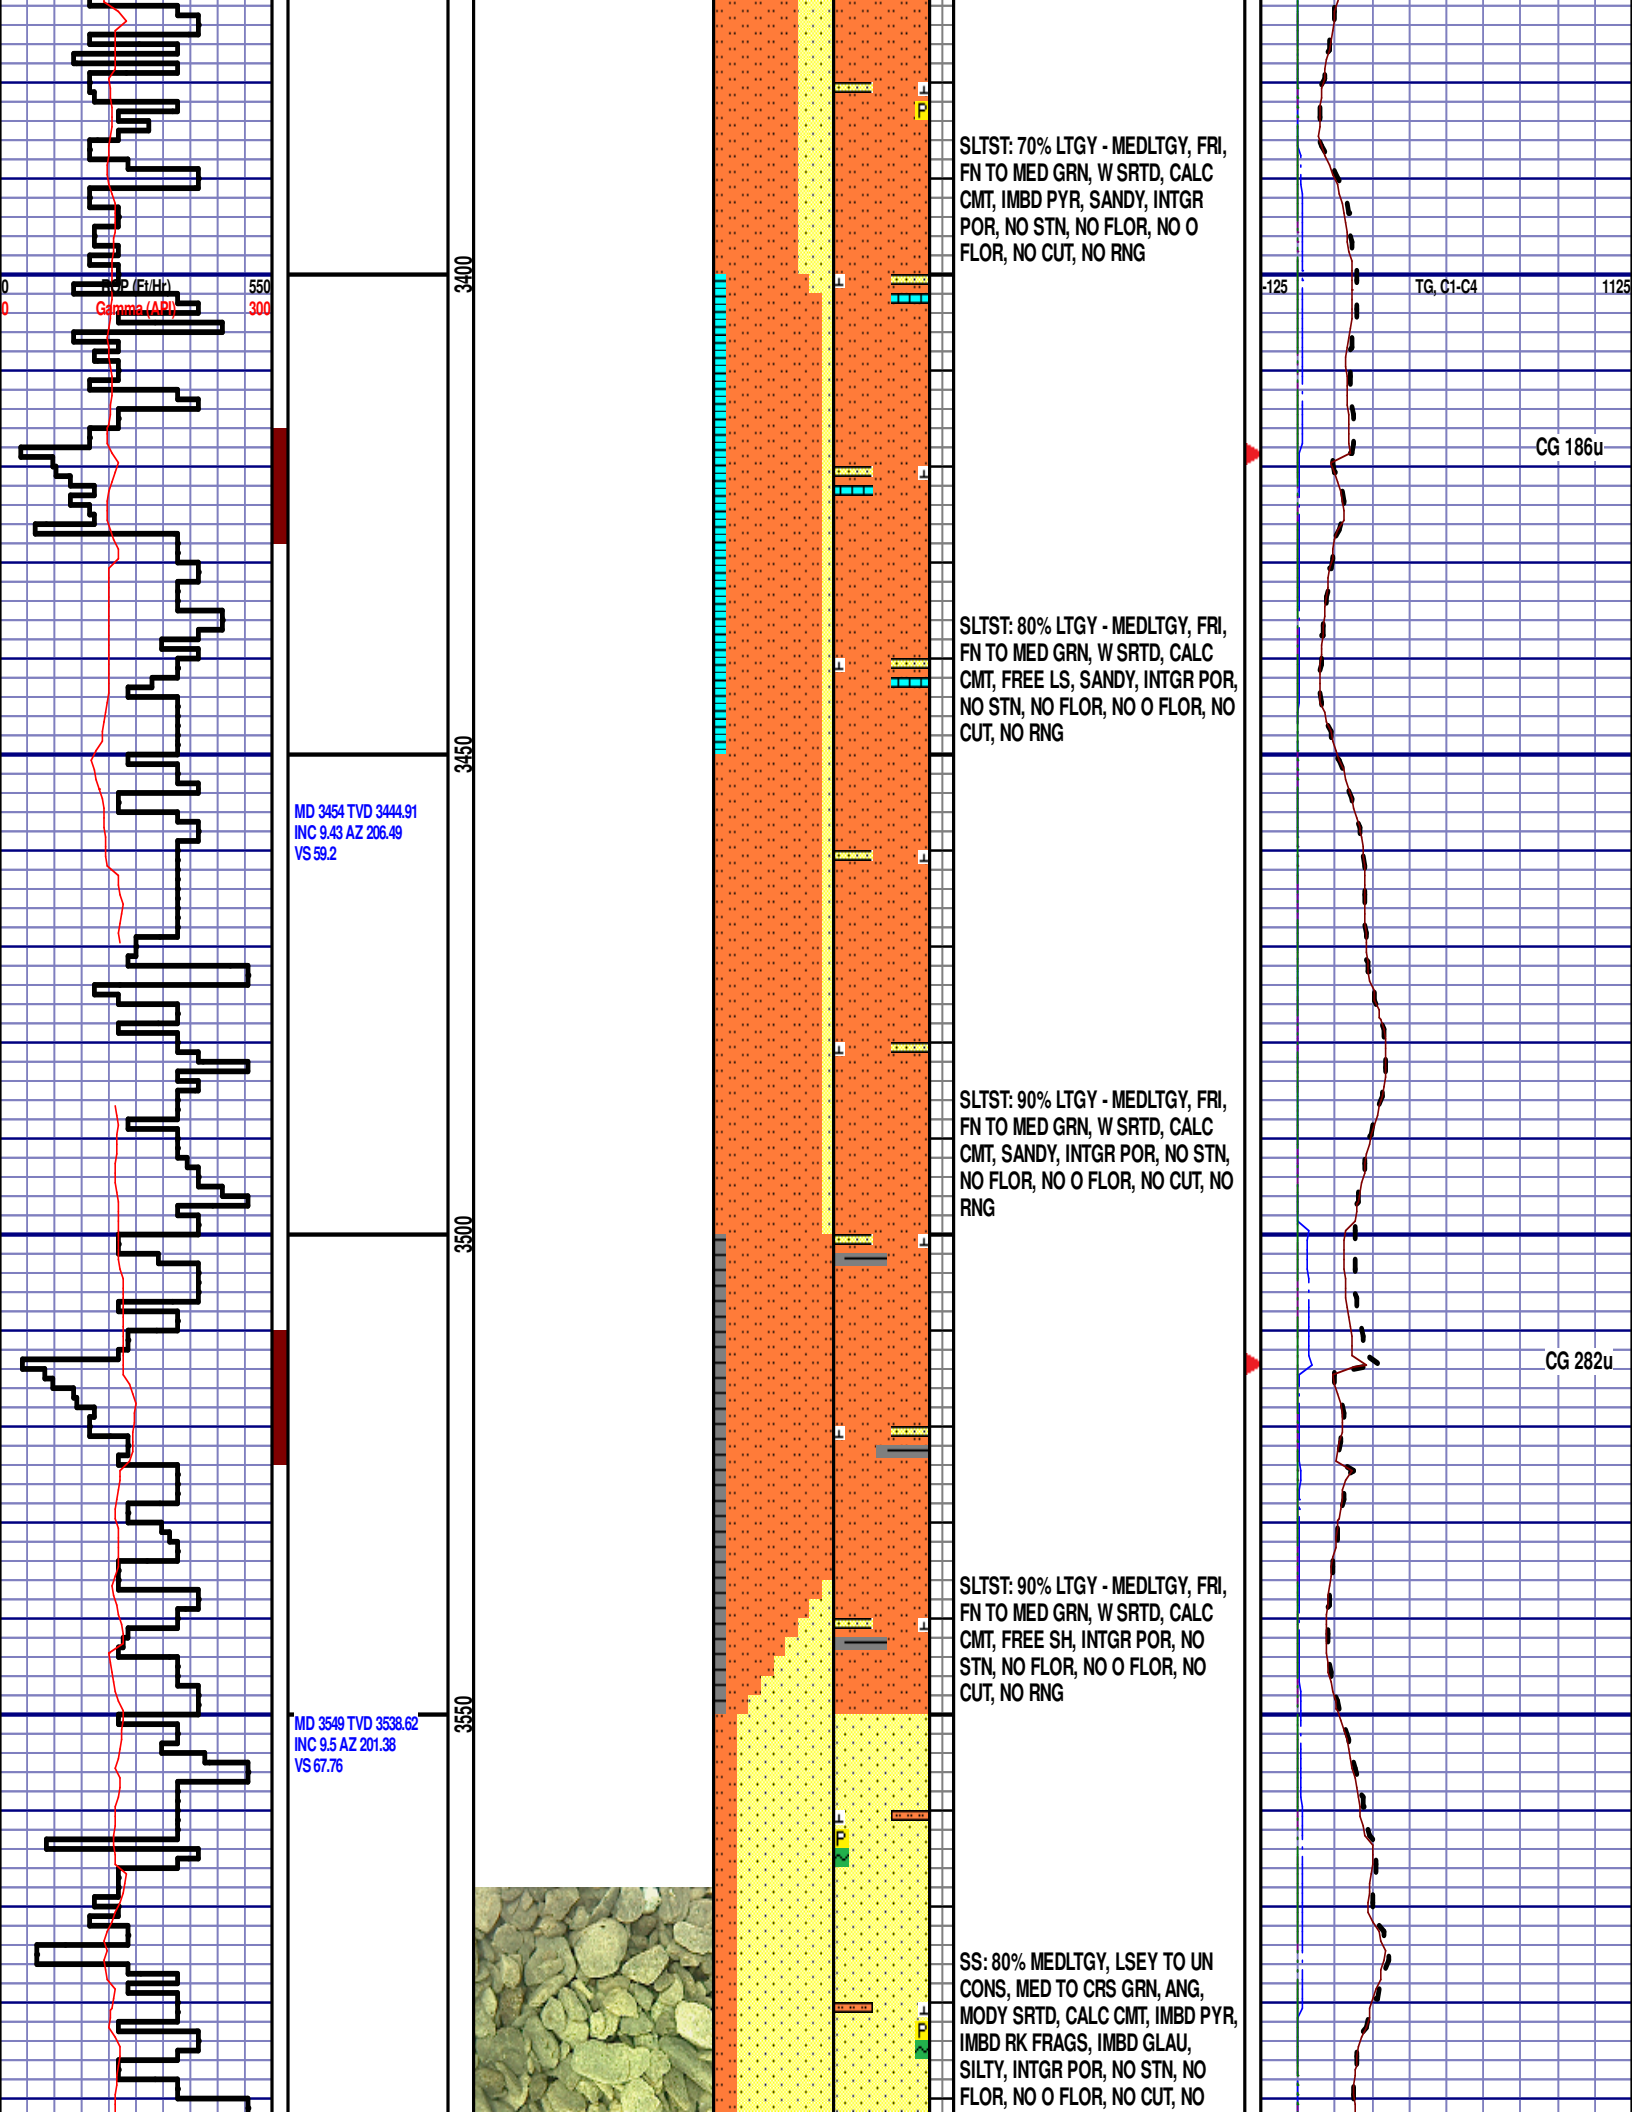 P
SLTST: 70% LTGY - MEDLTGY, FRI,
FN TO MED GRN, W SRTD, CALC
CMT, IMBD PYR, SANDY, INTGR
POR, NO STN, NO FLOR, NO O
FLOR, NO CUT, NO RNG
3400
0 ROP (Ft/Hr) 550
0 Gamma (API) 300
-125 TG, C1-C4 1125
CG 186u
SLTST: 80% LTGY - MEDLTGY, FRI,
FN TO MED GRN, W SRTD, CALC
CMT, FREE LS, SANDY, INTGR POR,
NO STN, NO FLOR, NO O FLOR, NO
CUT, NO RNG
3450
MD 3454 TVD 3444.91
INC 9.43 AZ 206.49
VS 59.2
SLTST: 90% LTGY - MEDLTGY, FRI,
FN TO MED GRN, W SRTD, CALC
CMT, SANDY, INTGR POR, NO STN,
NO FLOR, NO O FLOR, NO CUT, NO
RNG
3500
CG 282u
SLTST: 90% LTGY - MEDLTGY, FRI,
FN TO MED GRN, W SRTD, CALC
CMT, FREE SH, INTGR POR, NO
STN, NO FLOR, NO O FLOR, NO
CUT, NO RNG
3550
MD 3549 TVD 3538.62
INC 9.5 AZ 201.38
VS 67.76
P
SS: 80% MEDLTGY, LSEY TO UN
CONS, MED TO CRS GRN, ANG,
MODY SRTD, CALC CMT, IMBD PYR,
IMBD RK FRAGS, IMBD GLAU,
SILTY, INTGR POR, NO STN, NO
FLOR, NO O FLOR, NO CUT, NO
P